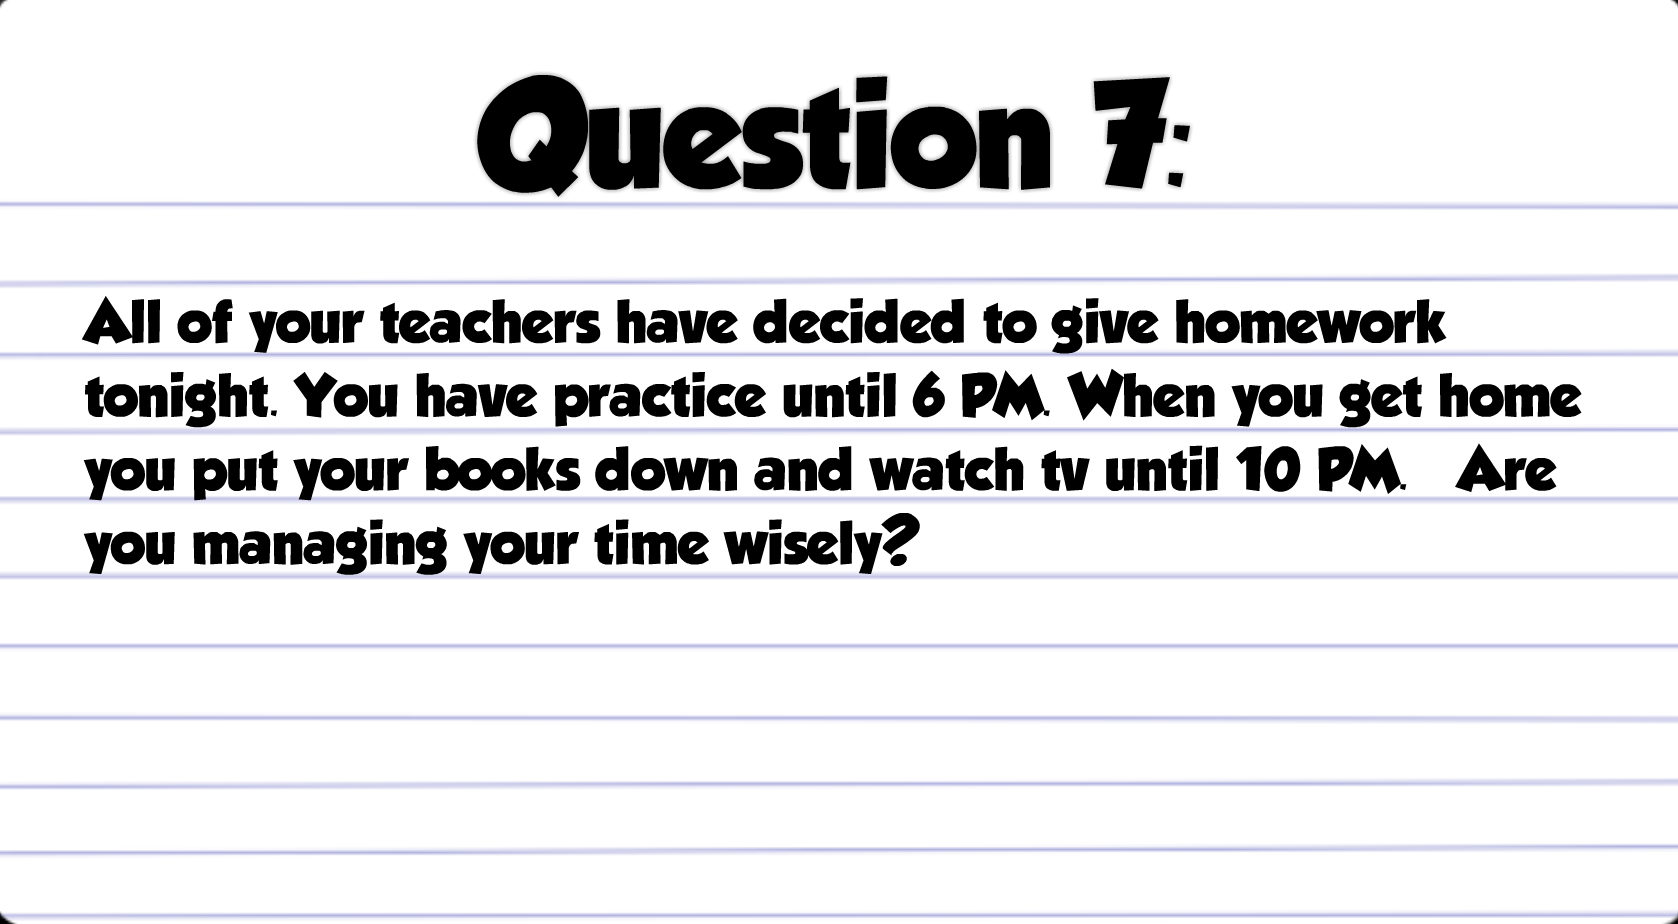 Question 7:
All of your teachers have decided to give homework
tonight. You have practice until 6 PM. When you get home
you put your books down and watch tv until 10 PM.   Are
you managing your time wisely?